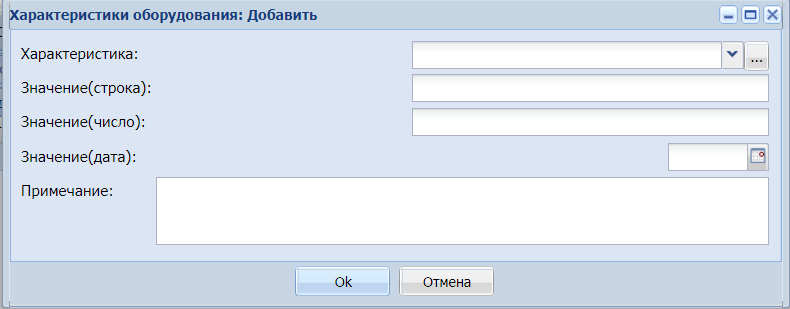 Характеристики оборудования: Добавить
Характеристика:
...
Значение(строка):
Значение(число):
Значение(дата):
Примечание:
Ok Отмена